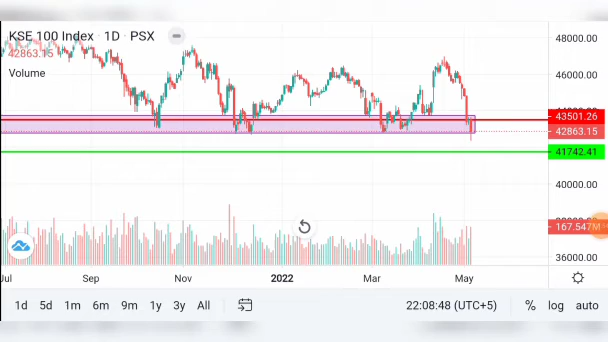 KSE 100 Index · 1D · PSX
42863.15
Volume
48000.00
46000.00
43501.26
42863.15
41742.41
40000.00
167.547M
36000.00
Jul Sep Nov 2022 Mar May
1d 5d 1m 6m 9m 1y 3y All 22:08:48 (UTC+5) % log auto